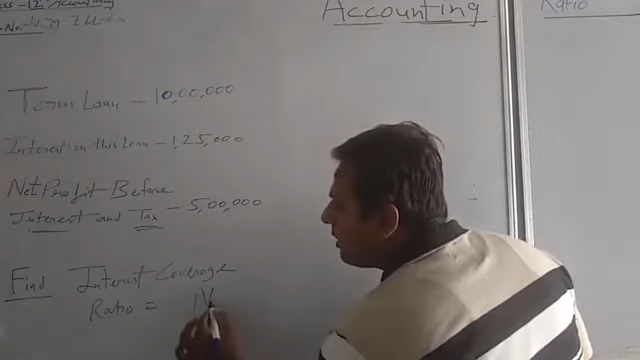 Accounting
Ratio
Term Loan - 10,00,000
Interest on this Loan - 1,25,000
Net Profit Before
Interest and Tax - 5,00,000
Find Interest Coverage
Ratio =